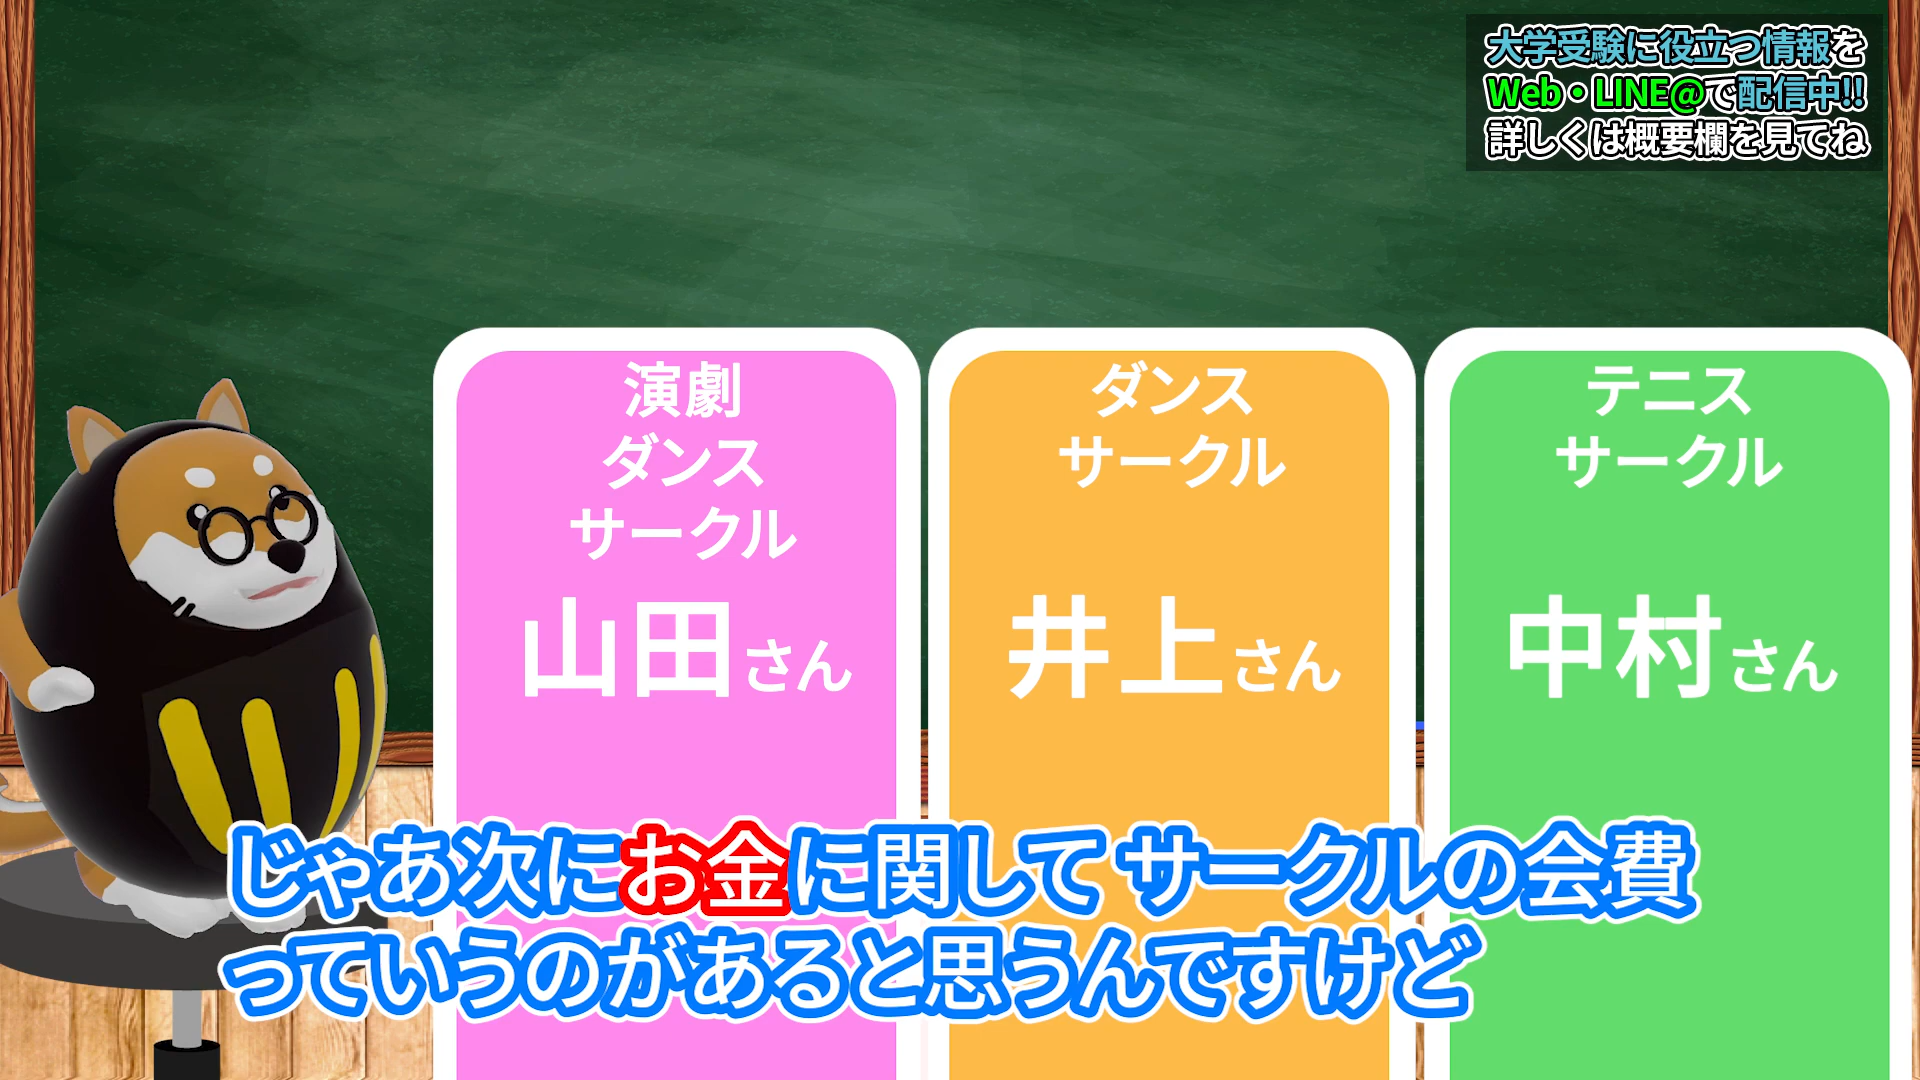 大学受験に役立つ情報を
Web・LINE@で配信中!!
詳しくは概要欄を見てね
演劇
ダンス
サークル
山田さん
ダンス
サークル
井上さん
テニス
サークル
中村さん
じゃあ次にお金に関して サークルの会費
っていうのがあると思うんですけど